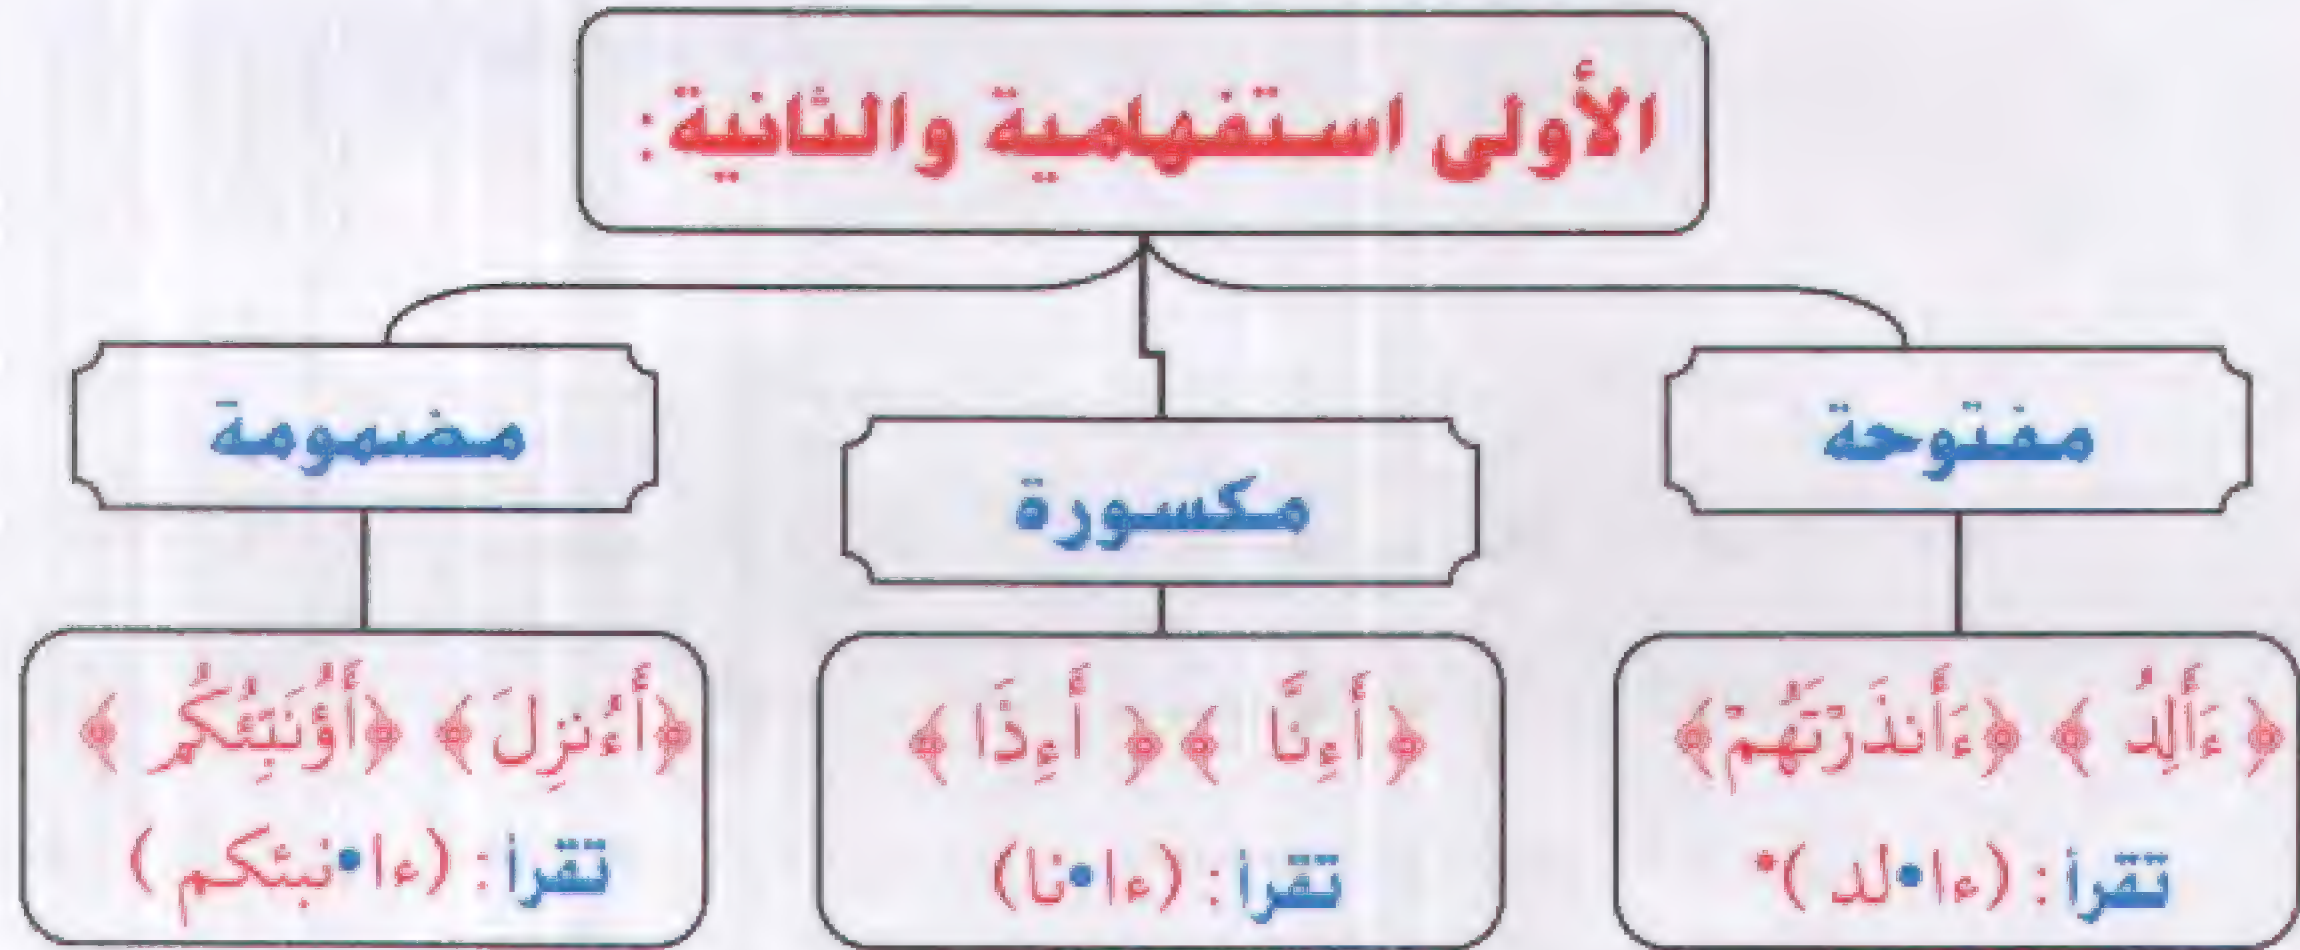 الأولى استفهامية والثانية:
مفتوحة
﴿ ءَأَلِدُ ﴾ ﴿ءَأَنذَرْتَهُمْ﴾
تقرأ: (ءا•لد )*
مكسورة
﴿ أَءِنَّا ﴾﴿ أَءِذَا ﴾
تقرأ: (ءا•نا)
مضمومة
﴿أَءُنزِلَ ﴾ ﴿أَؤُنَبِّئُكُم ﴾
تقرأ: (ءا•نبئكم )